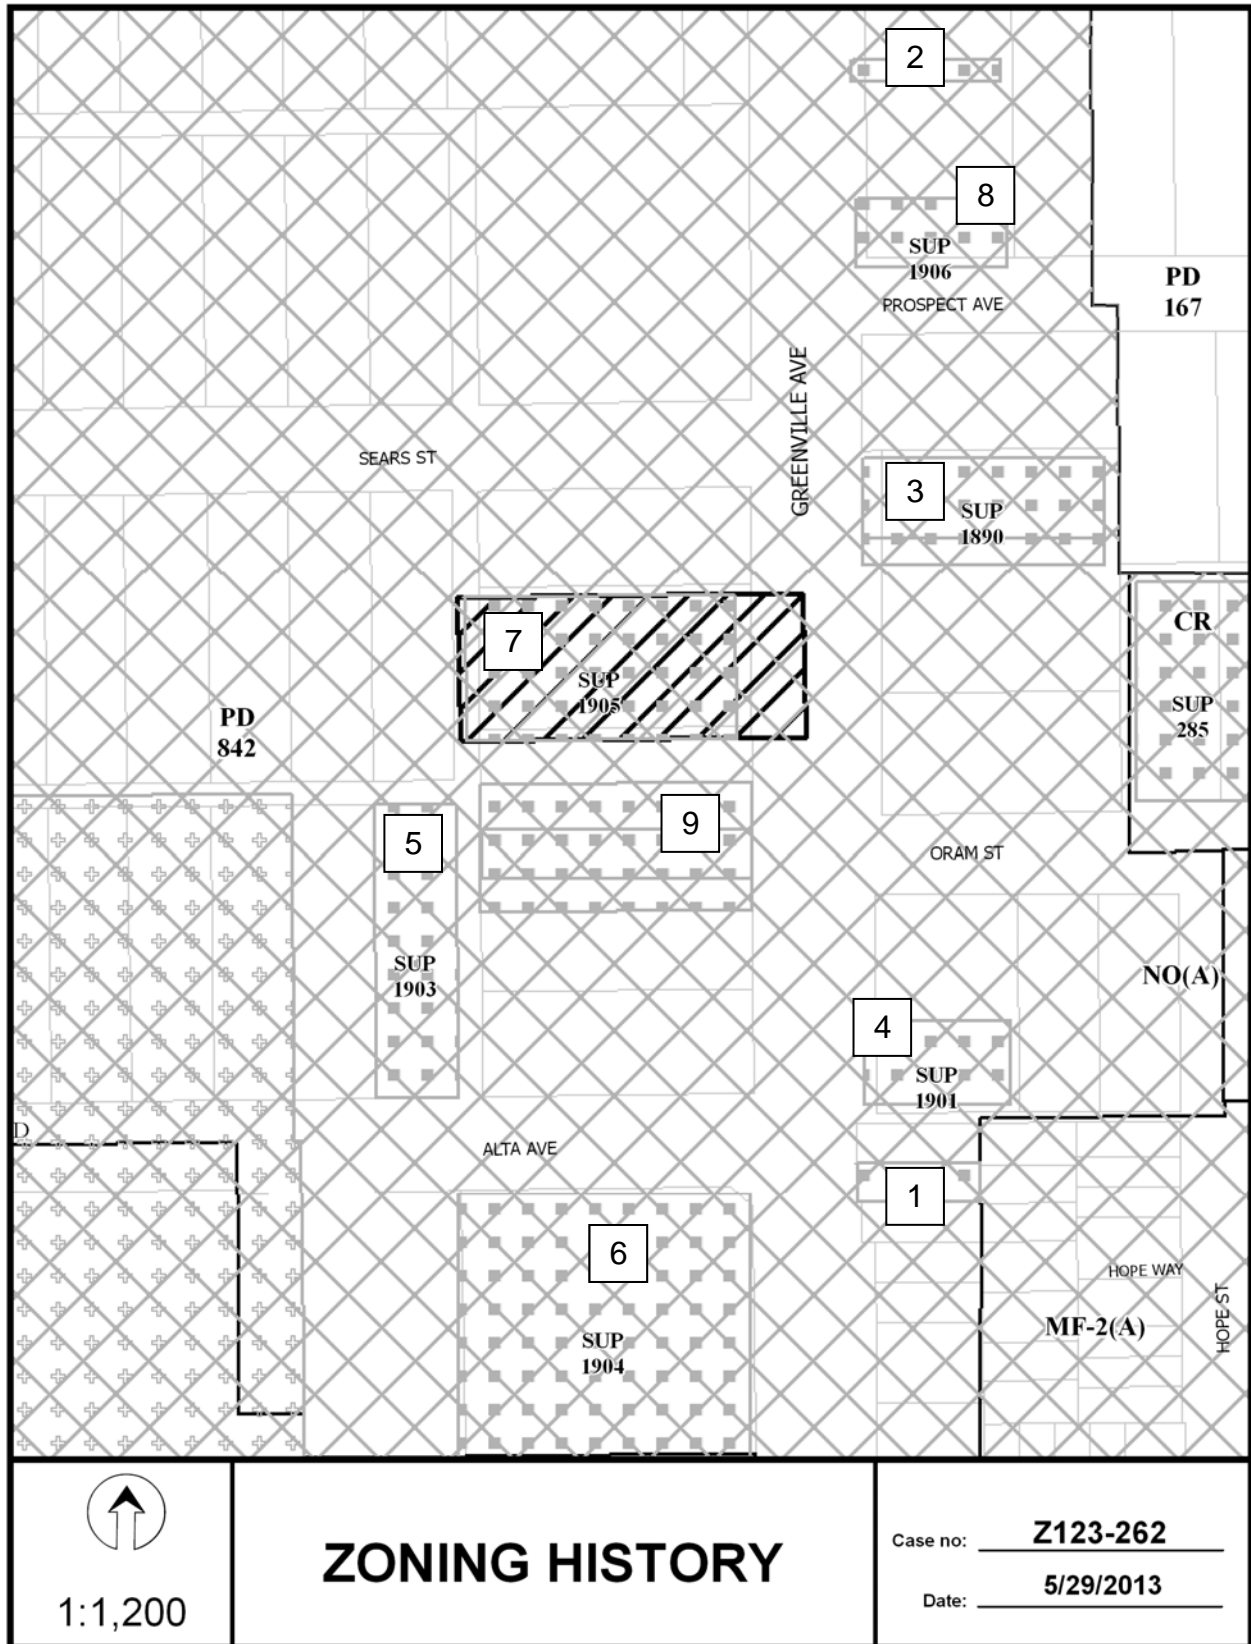 2
8
SUP
1906
PROSPECT AVE
PD
167
GREENVILLE AVE
SEARS ST
3
SUP
1890
7
SUP
1905
CR
SUP
285
PD
842
5
9
ORAM ST
SUP
1903
NO(A)
4
SUP
1901
D
ALTA AVE
1
6
SUP
1904
HOPE WAY
HOPE ST
MF-2(A)
1:1,200
ZONING HISTORY
Case no: Z123-262
Date: 5/29/2013